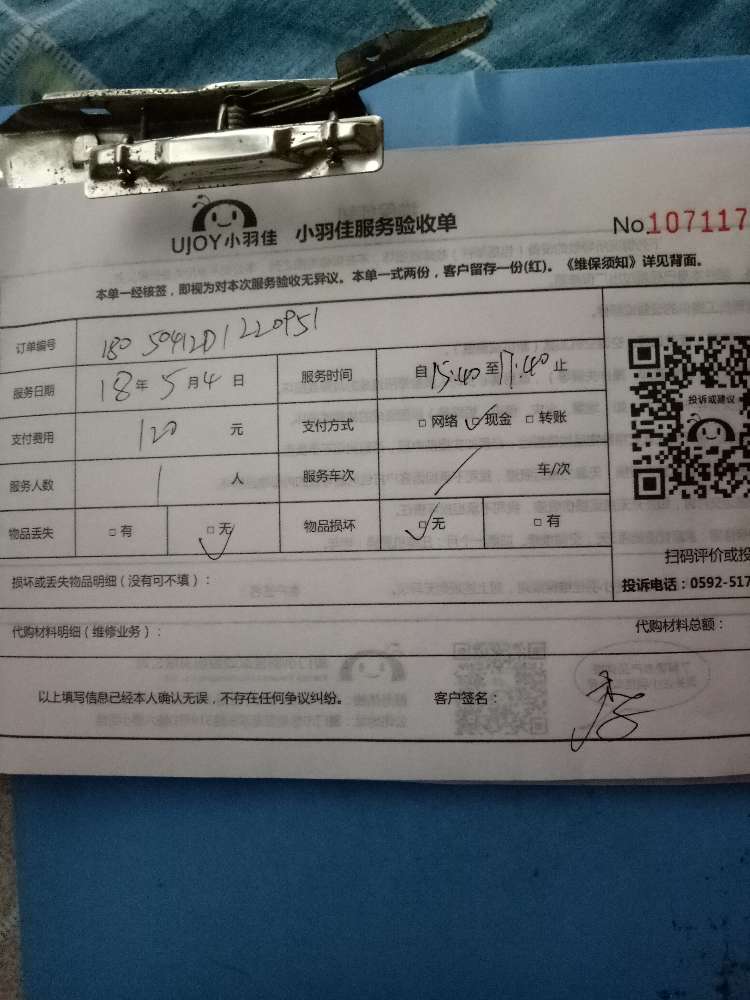 UJOY小羽佳 小羽佳服务验收单 No.107117
本单一经核签,即视为对本次服务验收无异议。本单一式两份,客户留存一份(红)。《维保须知》详见背面。
订单编号 1805041201220951
服务日期 18年5月4日 服务时间 自15:40至17:40止
支付费用 120元 支付方式 □网络 ☑现金 □转账
投诉或建议
服务人数 1人 服务车次 / 车/次
物品丢失 □有 ☑无 物品损坏 ☑无 □有
扫码评价或投
损坏或丢失物品明细(没有可不填): 投诉电话:0592-517
代购材料明细(维修业务): 代购材料总额:
以上填写信息已经本人确认无误,不存在任何争议纠纷。 客户签名: